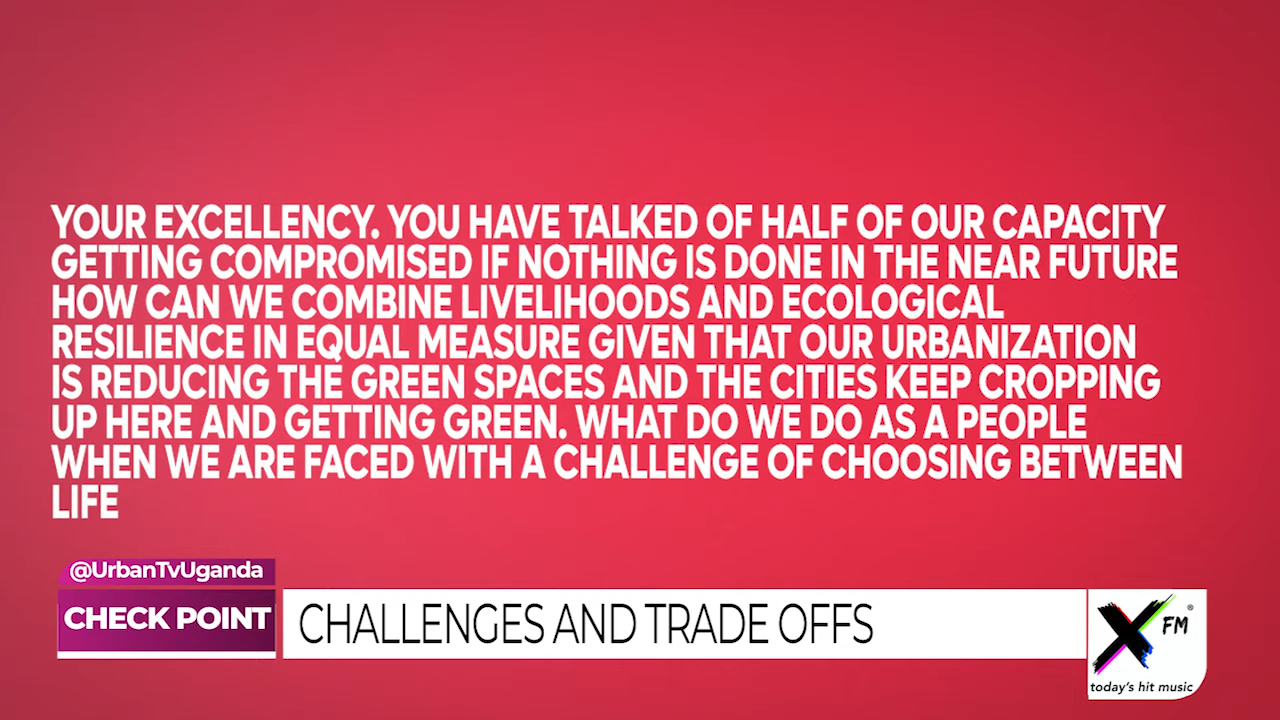 YOUR EXCELLENCY. YOU HAVE TALKED OF HALF OF OUR CAPACITY
GETTING COMPROMISED IF NOTHING IS DONE IN THE NEAR FUTURE
HOW CAN WE COMBINE LIVELIHOODS AND ECOLOGICAL
RESILIENCE IN EQUAL MEASURE GIVEN THAT OUR URBANIZATION
IS REDUCING THE GREEN SPACES AND THE CITIES KEEP CROPPING
UP HERE AND GETTING GREEN. WHAT DO WE DO AS A PEOPLE
WHEN WE ARE FACED WITH A CHALLENGE OF CHOOSING BETWEEN
LIFE
@UrbanTvUganda
CHECK POINT
CHALLENGES AND TRADE OFFS
X FM ®
today's hit music